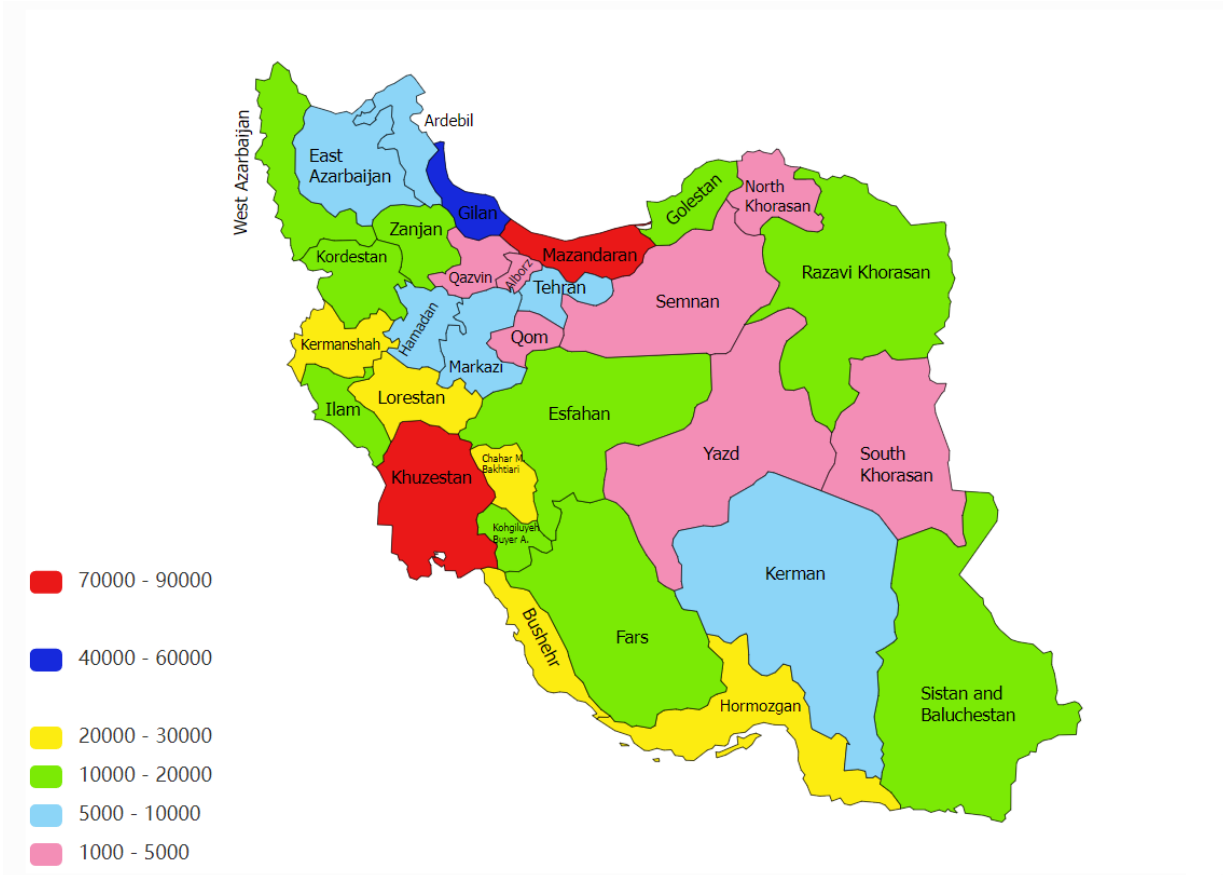 West Azarbaijan
Ardebil
East
Azarbaijan
Gilan
Zanjan
Kordestan
Golestan
North
Khorasan
Mazandaran
Razavi Khorasan
Qazvin
Alborz
Tehran
Semnan
Hamadan
Kermanshah
Qom
Markazi
Lorestan
Ilam
Esfahan
Chahar M.
Bakhtiari
Khuzestan
Yazd
South
Khorasan
Kohgiluyeh
Buyer A.
Kerman
Bushehr
Fars
Hormozgan
Sistan and
Baluchestan
70000 - 90000
40000 - 60000
20000 - 30000
10000 - 20000
5000 - 10000
1000 - 5000